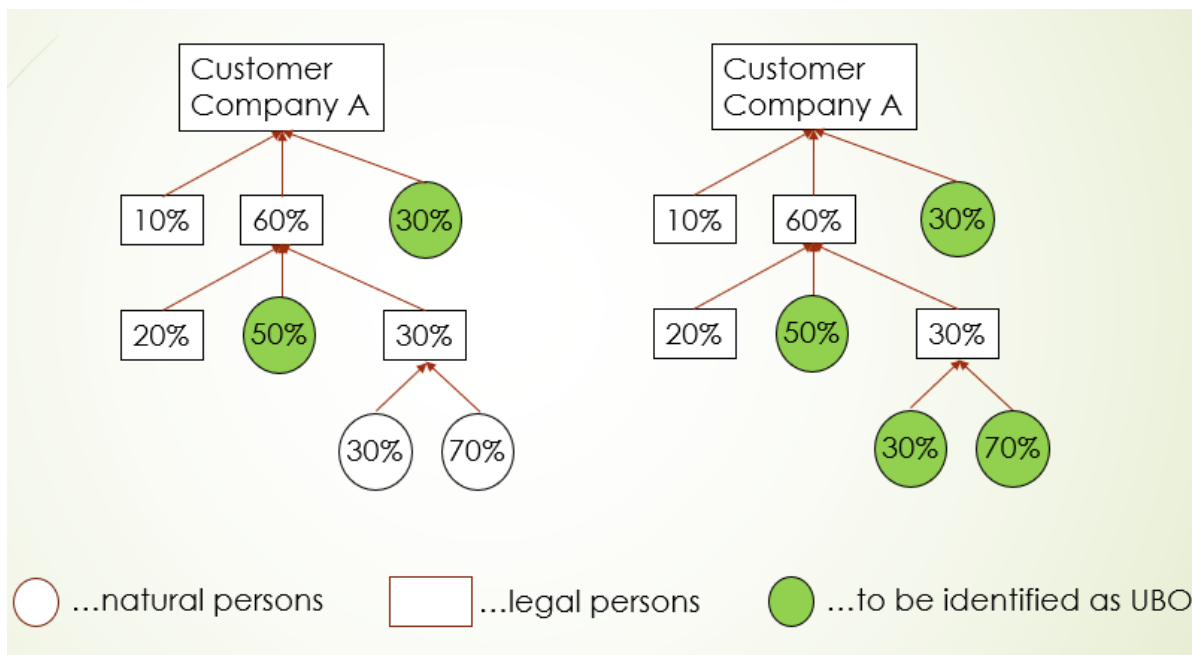 Customer
Company A
10%
60%
30%
20%
50%
30%
30%
70%
Customer
Company A
10%
60%
30%
20%
50%
30%
30%
70%
...natural persons
...legal persons
...to be identified as UBO